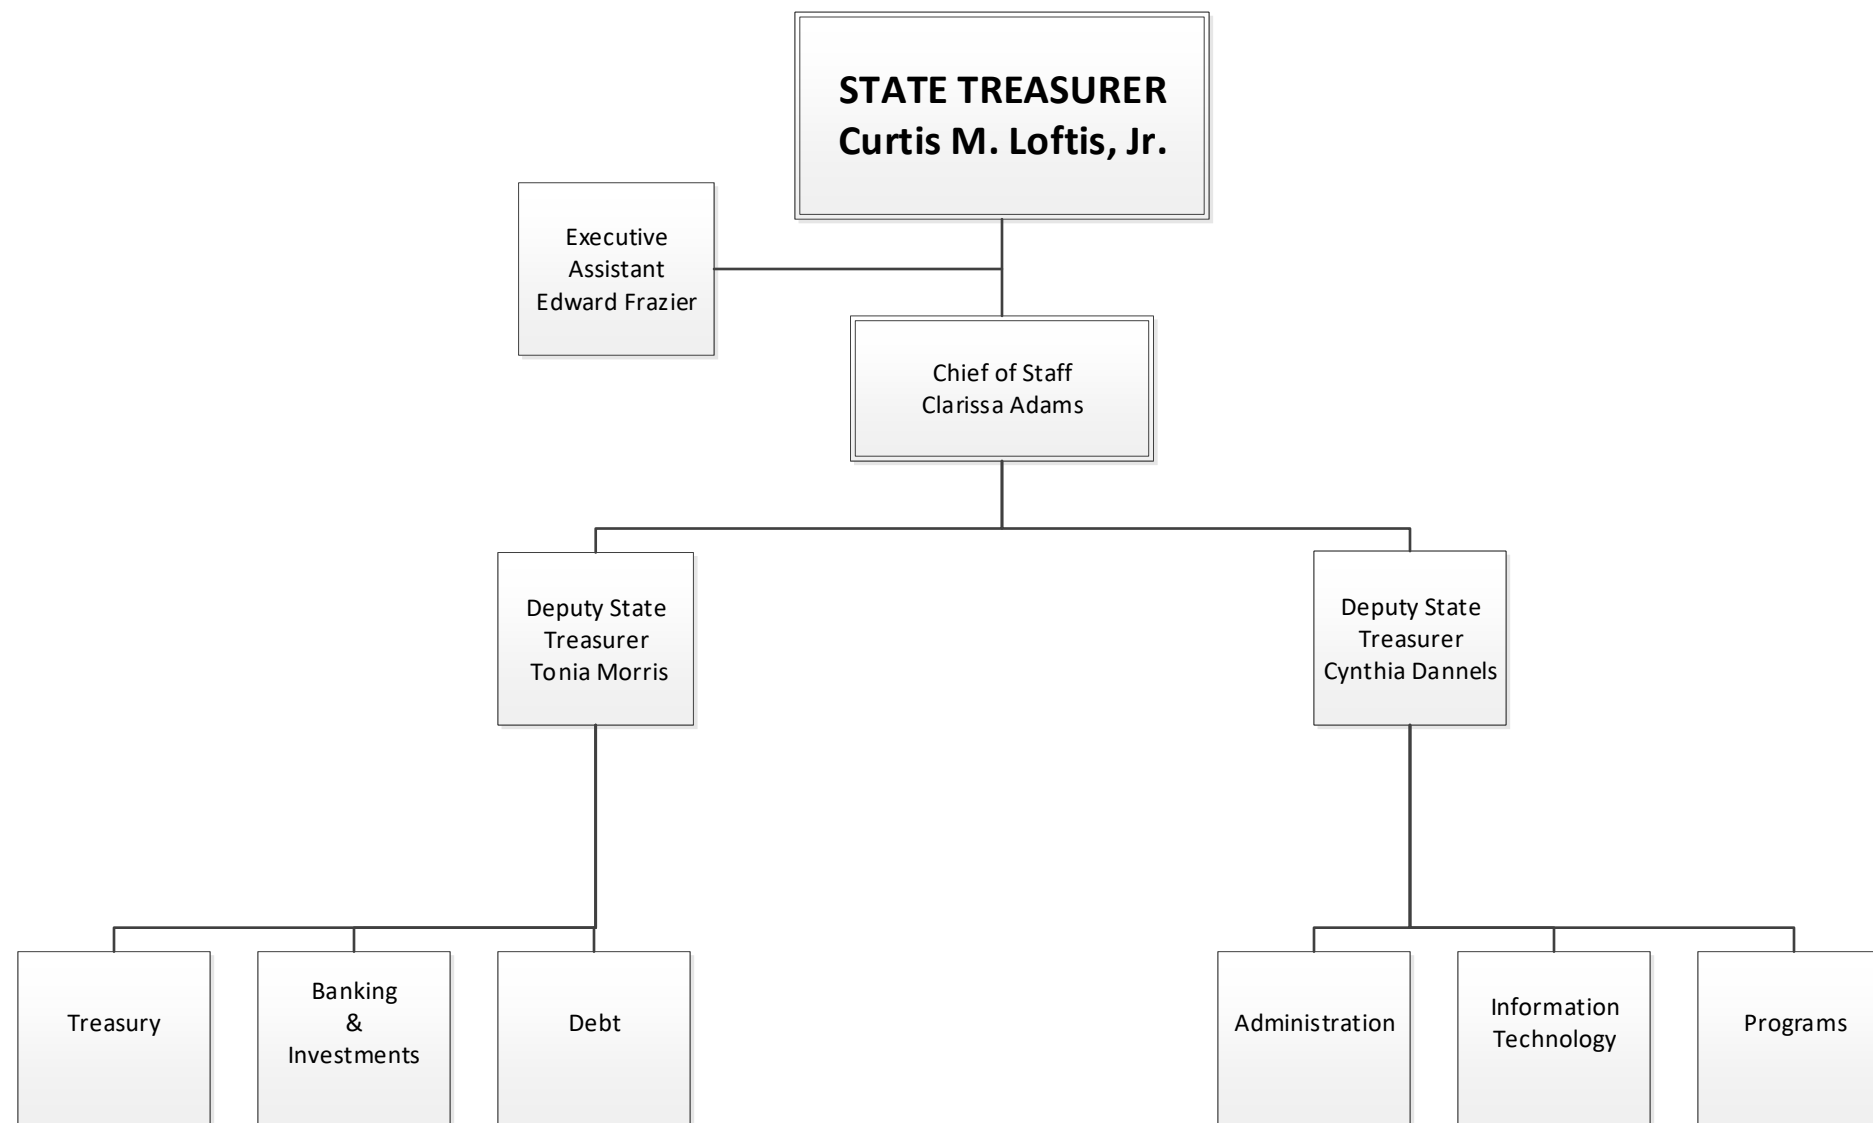 STATE TREASURER
Curtis M. Loftis, Jr.
Executive
Assistant
Edward Frazier
Chief of Staff
Clarissa Adams
Deputy State
Treasurer
Tonia Morris
Deputy State
Treasurer
Cynthia Dannels
Treasury
Banking
&
Investments
Debt
Administration
Information
Technology
Programs